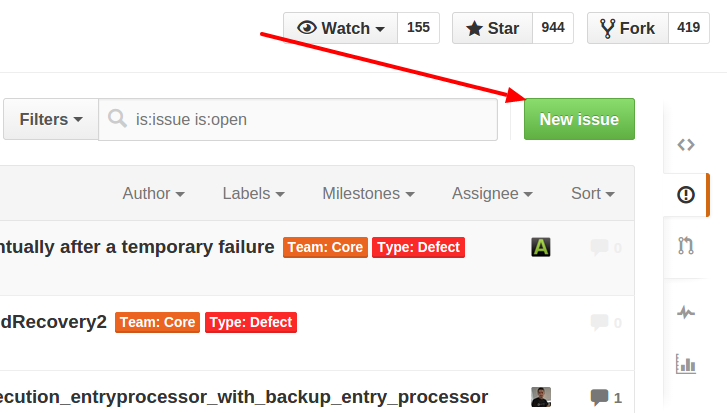 Watch 155 Star 944 Fork 419
Filters is:issue is:open New issue
Author Labels Milestones Assignee Sort
ntually after a temporary failure Team: Core Type: Defect 0
dRecovery2 Team: Core Type: Defect 0
ecution_entryprocessor_with_backup_entry_processor 1